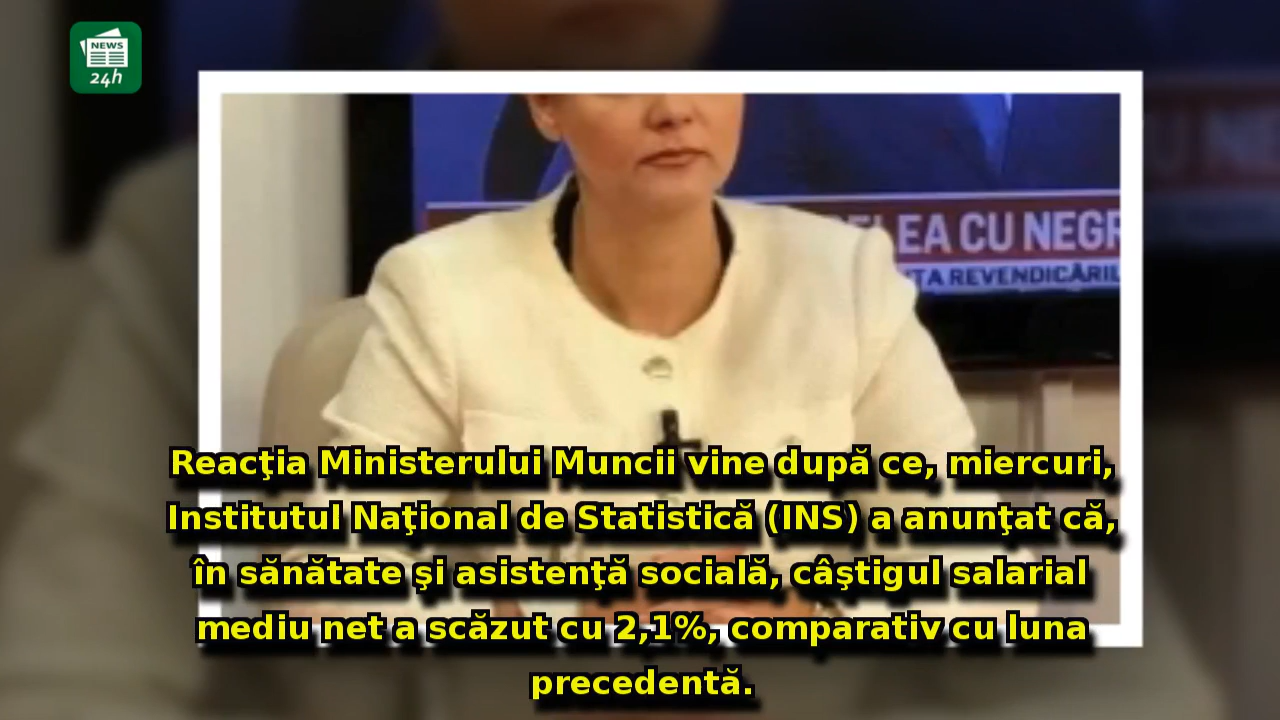 NEWS
24h
ELEA CU NEGR
TA REVENDICĂRIL
Reacţia Ministerului Muncii vine după ce, miercuri,
Institutul Naţional de Statistică (INS) a anunţat că,
în sănătate şi asistenţă socială, câştigul salarial
mediu net a scăzut cu 2,1%, comparativ cu luna
precedentă.